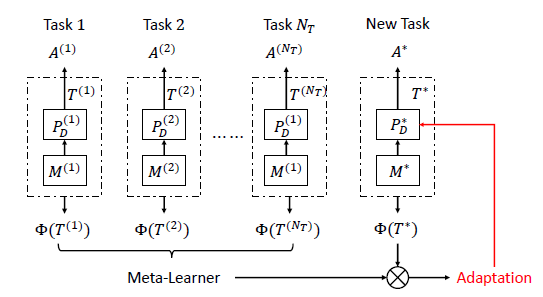 Task 1 Task 2 Task N_T New Task
A^(1) A^(2) A^(N_T) A^*
T^(1) T^(2) T^(N_T) T^*
P_D^(1) P_D^(2) ...... P_D^(1) P_D^*
M^(1) M^(2) M^(1) M^*
Φ(T^(1)) Φ(T^(2)) Φ(T^(N_T)) Φ(T^*)
Meta-Learner Adaptation